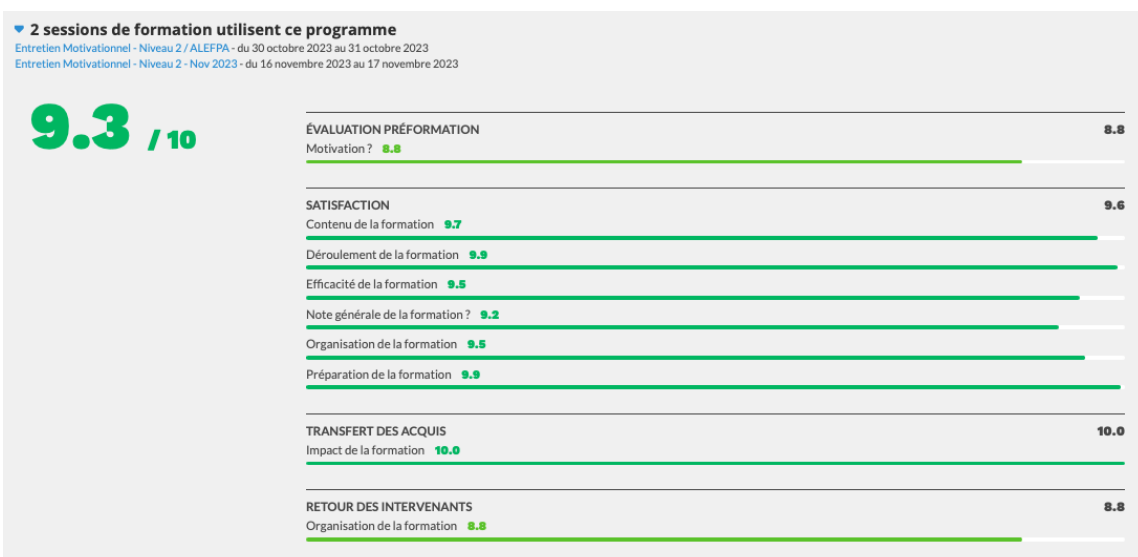 2 sessions de formation utilisent ce programme
Entretien Motivationnel - Niveau 2 / ALEFPA - du 30 octobre 2023 au 31 octobre 2023
Entretien Motivationnel - Niveau 2 - Nov 2023 - du 16 novembre 2023 au 17 novembre 2023
9.3 / 10
ÉVALUATION PRÉFORMATION 8.8
Motivation ? 8.8
SATISFACTION 9.6
Contenu de la formation 9.7
Déroulement de la formation 9.9
Efficacité de la formation 9.5
Note générale de la formation ? 9.2
Organisation de la formation 9.5
Préparation de la formation 9.9
TRANSFERT DES ACQUIS 10.0
Impact de la formation 10.0
RETOUR DES INTERVENANTS 8.8
Organisation de la formation 8.8